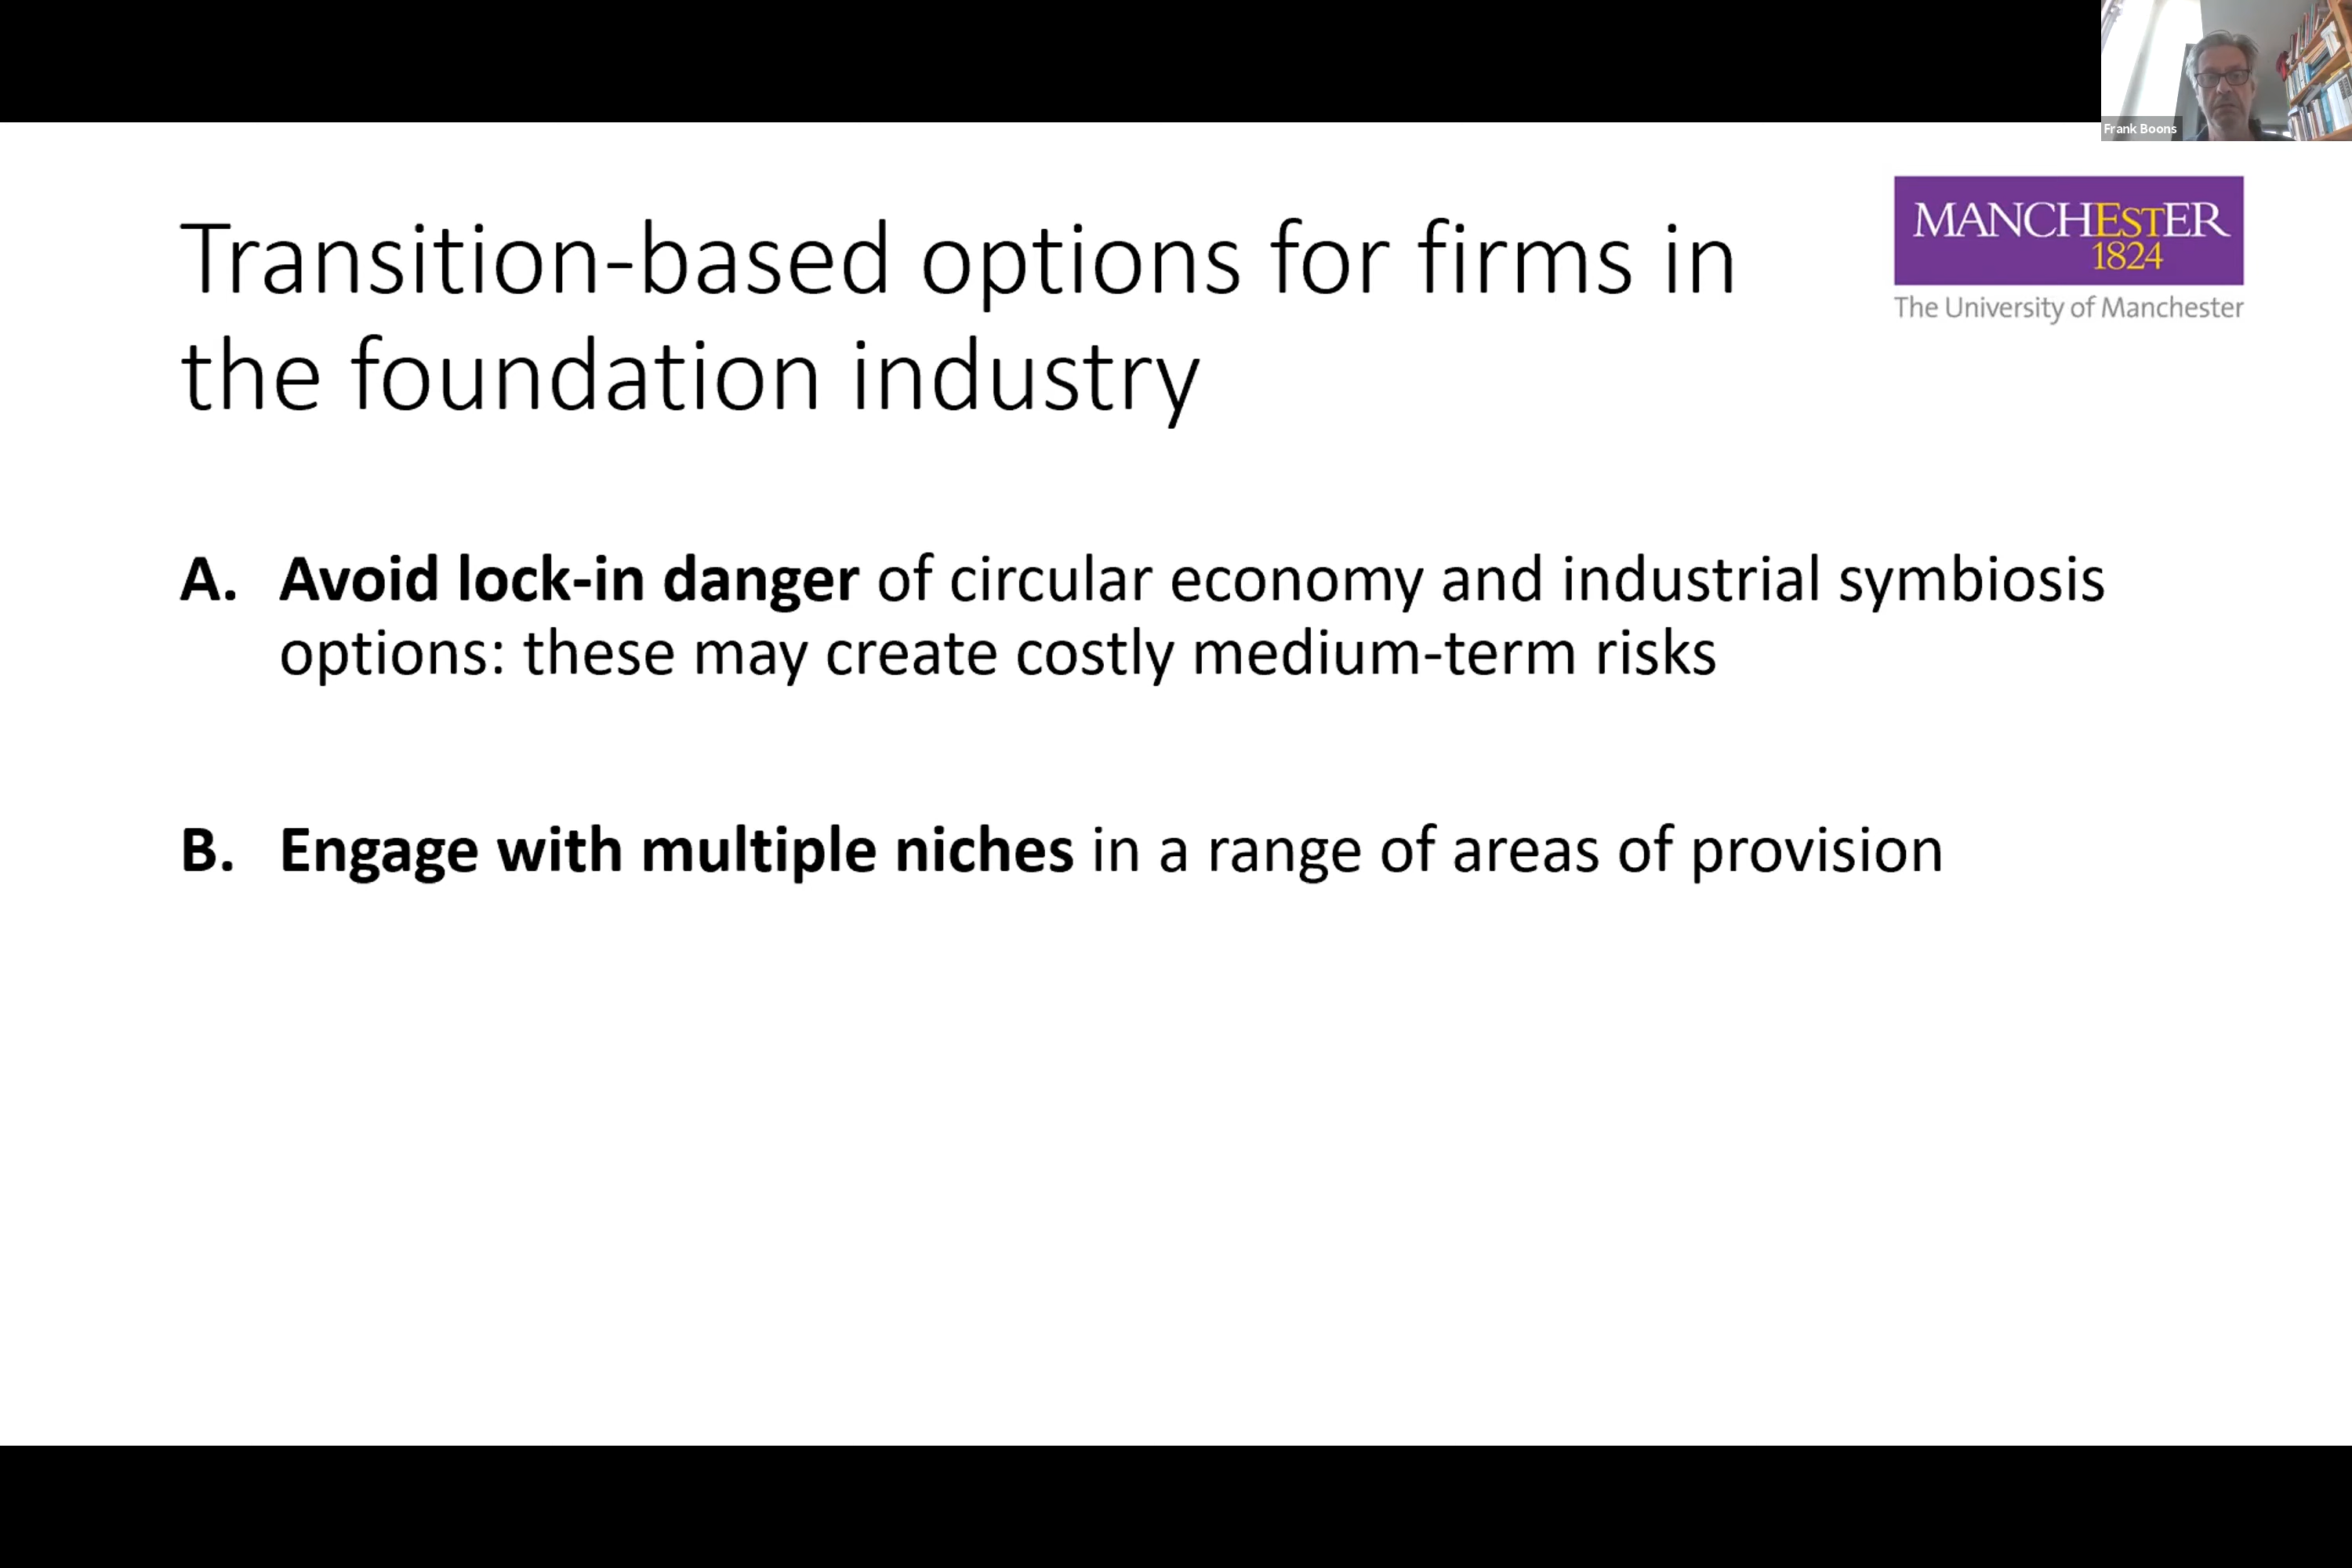 Frank Boons
MANCHESTER
1824
The University of Manchester
Transition-based options for firms in
the foundation industry
A. Avoid lock-in danger of circular economy and industrial symbiosis
options: these may create costly medium-term risks
B. Engage with multiple niches in a range of areas of provision